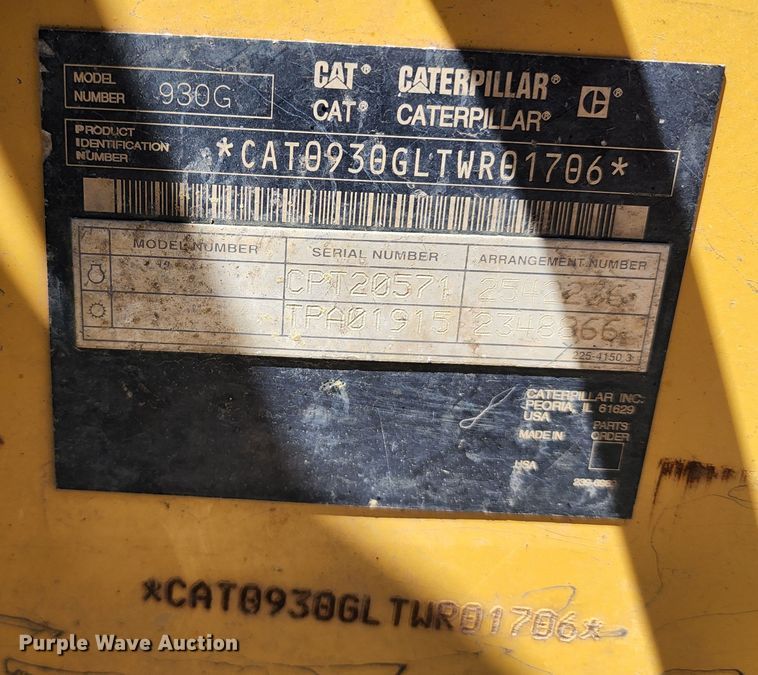 MODEL NUMBER 930G
CAT® CATERPILLAR® C®
CAT® CATERPILLAR®
PRODUCT IDENTIFICATION NUMBER *CAT0930GLTWR01706*
MODEL NUMBER SERIAL NUMBER ARRANGEMENT NUMBER
CPT20571
TPA01915 2348866
225-4150 3
CATERPILLAR INC.
PEORIA, IL 61629
USA
MADE IN PARTS ORDER
USA
*CAT0930GLTWR01706*
Purple Wave Auction